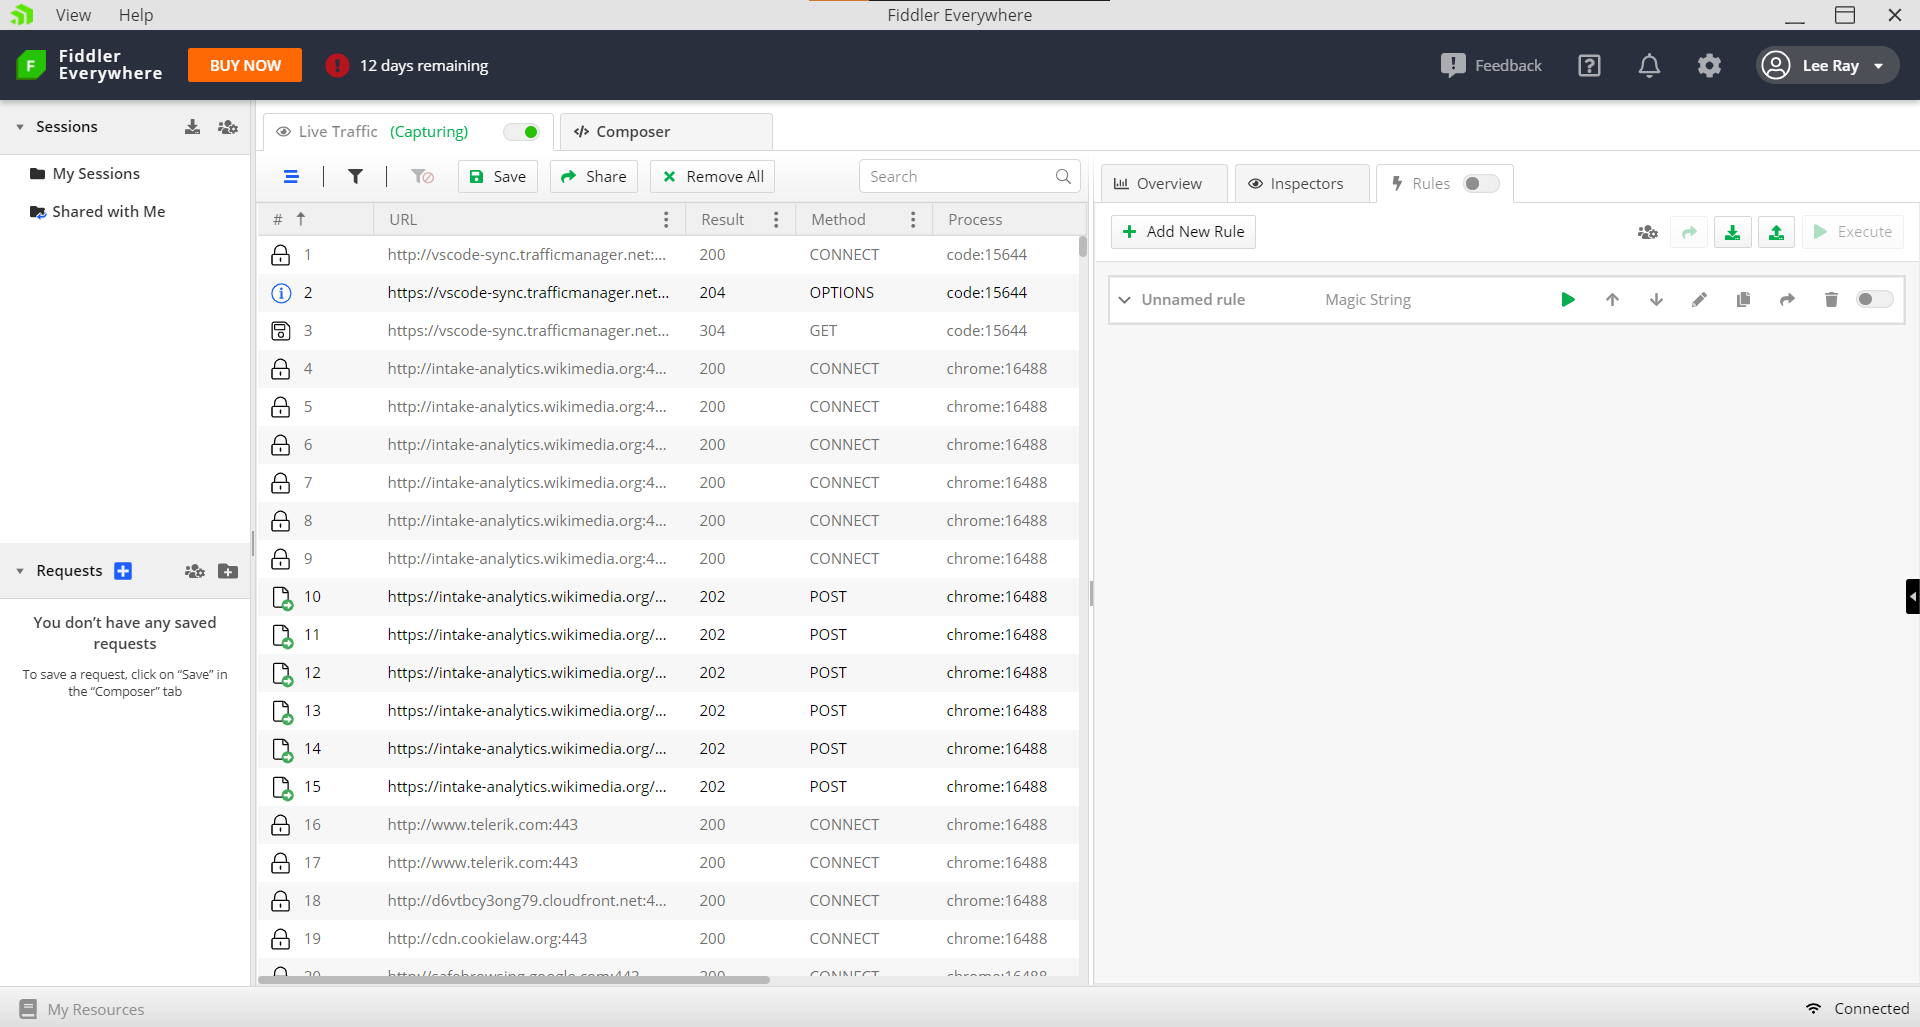 View Help Fiddler Everywhere
Fiddler
Everywhere
BUY NOW
12 days remaining
Feedback
Lee Ray
Sessions
My Sessions
Shared with Me
Requests
You don’t have any saved
requests
To save a request, click on “Save” in
the “Composer” tab
Live Traffic (Capturing)
Composer
Save Share Remove All Search
# URL Result Method Process
1 http://vscode-sync.trafficmanager.net:... 200 CONNECT code:15644
2 https://vscode-sync.trafficmanager.net... 204 OPTIONS code:15644
3 https://vscode-sync.trafficmanager.net... 304 GET code:15644
4 http://intake-analytics.wikimedia.org:4... 200 CONNECT chrome:16488
5 http://intake-analytics.wikimedia.org:4... 200 CONNECT chrome:16488
6 http://intake-analytics.wikimedia.org:4... 200 CONNECT chrome:16488
7 http://intake-analytics.wikimedia.org:4... 200 CONNECT chrome:16488
8 http://intake-analytics.wikimedia.org:4... 200 CONNECT chrome:16488
9 http://intake-analytics.wikimedia.org:4... 200 CONNECT chrome:16488
10 https://intake-analytics.wikimedia.org/... 202 POST chrome:16488
11 https://intake-analytics.wikimedia.org/... 202 POST chrome:16488
12 https://intake-analytics.wikimedia.org/... 202 POST chrome:16488
13 https://intake-analytics.wikimedia.org/... 202 POST chrome:16488
14 https://intake-analytics.wikimedia.org/... 202 POST chrome:16488
15 https://intake-analytics.wikimedia.org/... 202 POST chrome:16488
16 http://www.telerik.com:443 200 CONNECT chrome:16488
17 http://www.telerik.com:443 200 CONNECT chrome:16488
18 http://d6vtbcy3ong79.cloudfront.net:4... 200 CONNECT chrome:16488
19 http://cdn.cookielaw.org:443 200 CONNECT chrome:16488
20 http://safebrowsing.google.com:443 200 CONNECT chrome:16488
Overview Inspectors Rules
Add New Rule Execute
Unnamed rule Magic String
My Resources Connected